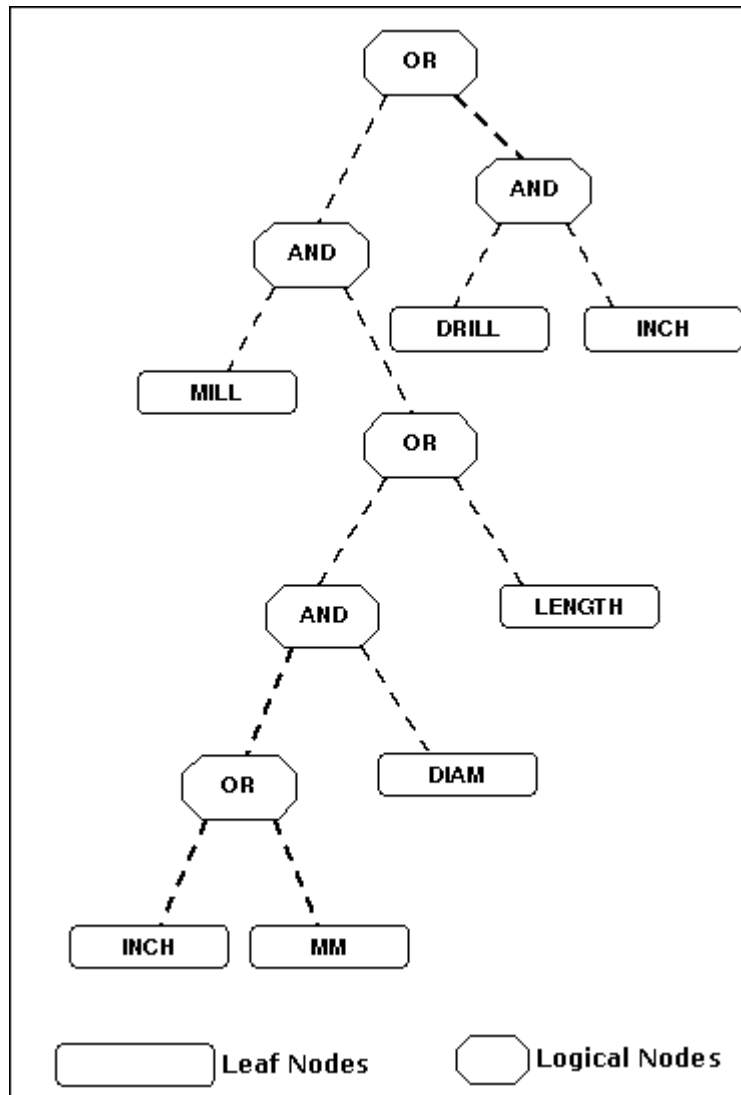 OR
AND
AND
DRILL
INCH
MILL
OR
LENGTH
AND
DIAM
OR
INCH
MM
Leaf Nodes
Logical Nodes